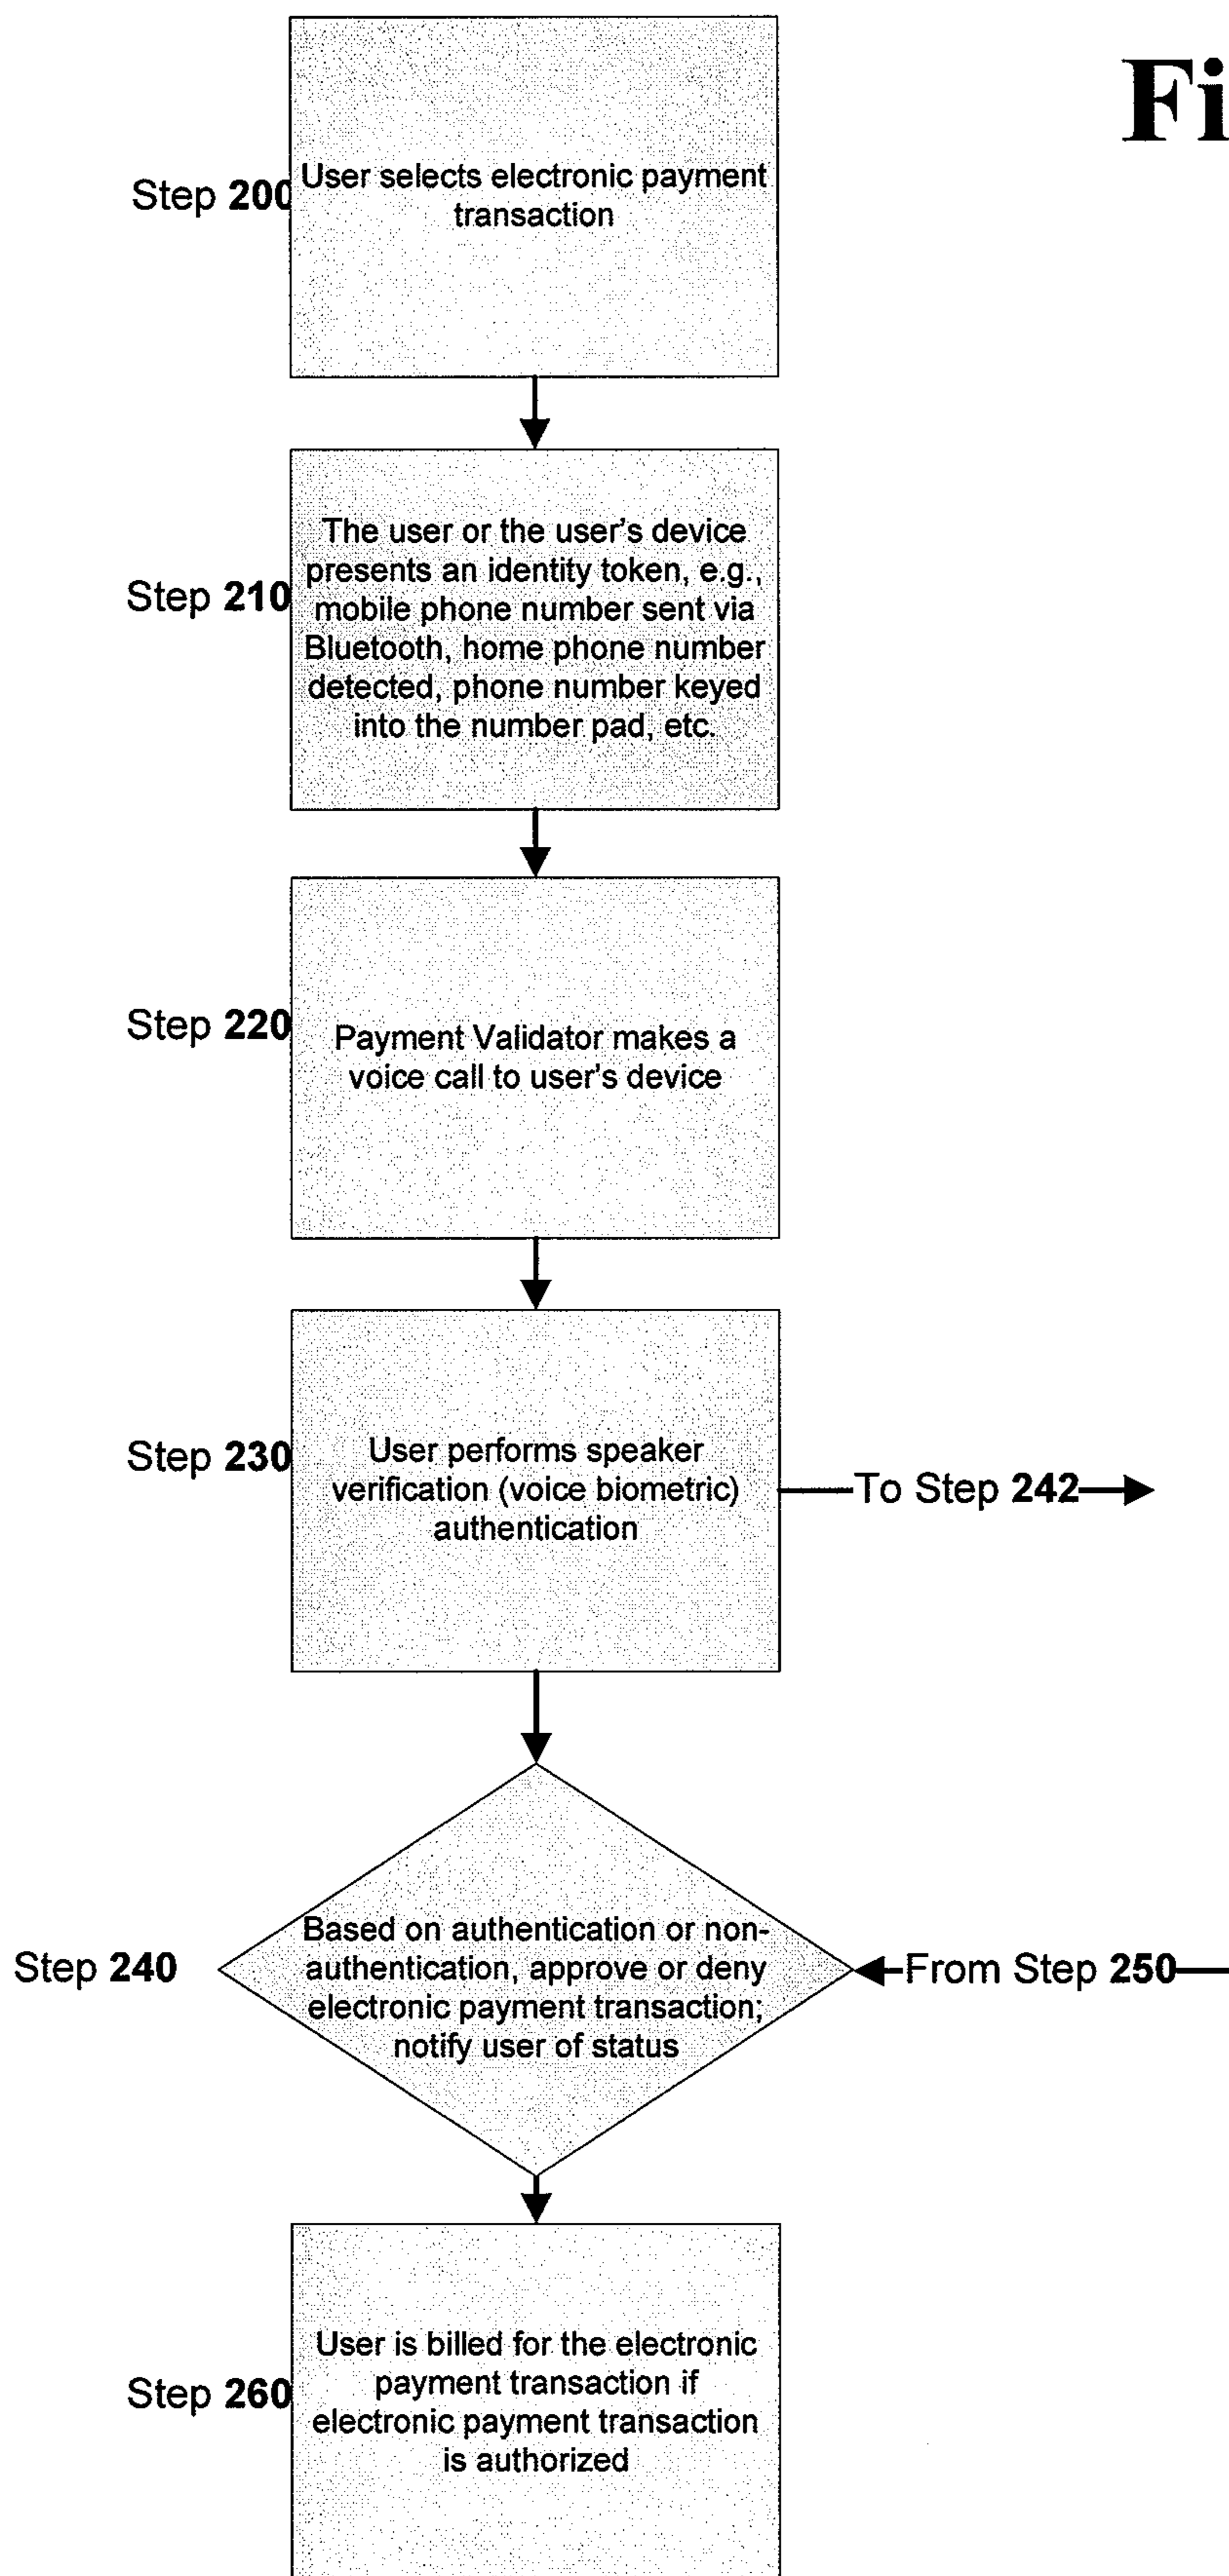 Fi
Step 200
User selects electronic payment
transaction
Step 210
The user or the user's device
presents an identity token, e.g.,
mobile phone number sent via
Bluetooth, home phone number
detected, phone number keyed
into the number pad, etc.
Step 220
Payment Validator makes a
voice call to user's device
Step 230
User performs speaker
verification (voice biometric)
authentication
To Step 242
Step 240
Based on authentication or non-
authentication, approve or deny
electronic payment transaction;
notify user of status
From Step 250
Step 260
User is billed for the electronic
payment transaction if
electronic payment transaction
is authorized